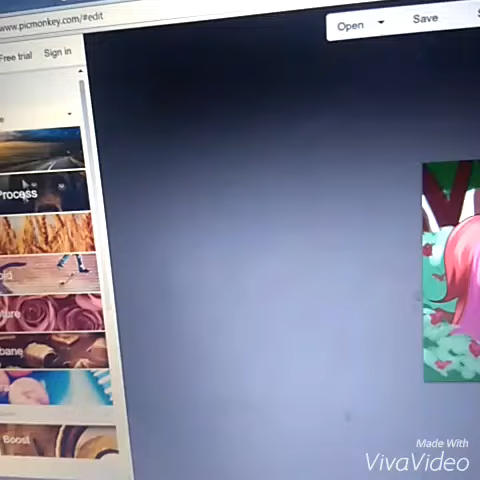 www.picmonkey.com/#edit
Free trial
Sign in
Open
Save
Process
Boost
Made With
VivaVideo